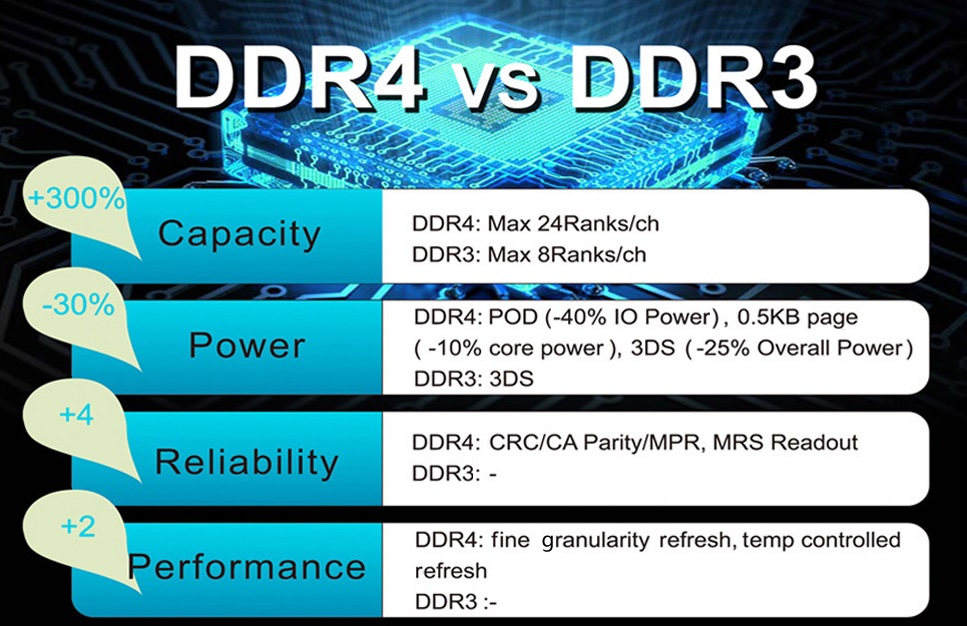 DDR4 vs DDR3
+300%
Capacity
DDR4: Max 24Ranks/ch
DDR3: Max 8Ranks/ch
-30%
Power
DDR4: POD (-40% IO Power), 0.5KB page
( -10% core power ), 3DS (-25% Overall Power)
DDR3: 3DS
+4
Reliability
DDR4: CRC/CA Parity/MPR, MRS Readout
DDR3: -
+2
Performance
DDR4: fine granularity refresh, temp controlled
refresh
DDR3 :-